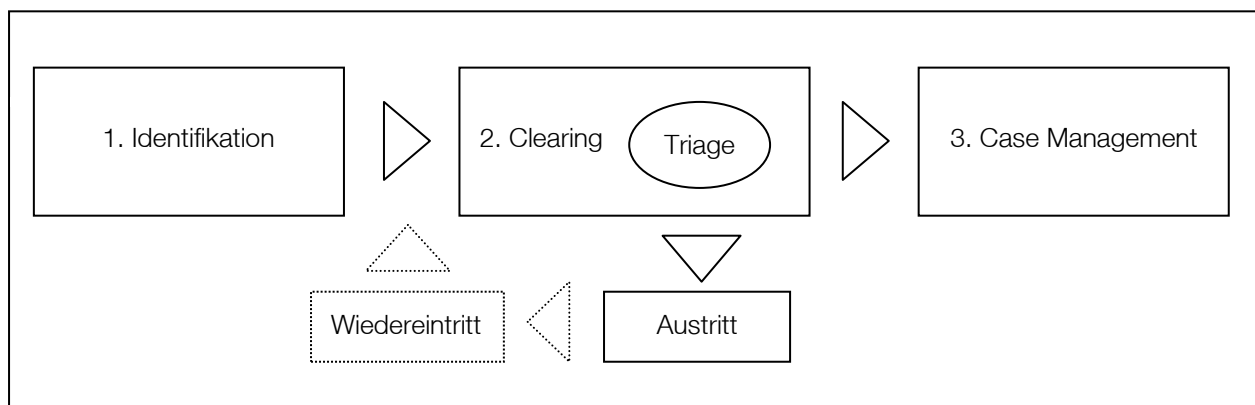 1. Identifikation
2. Clearing
Triage
3. Case Management
Wiedereintritt
Austritt